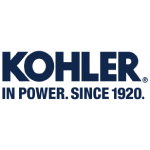 KOHLER®
IN POWER. SINCE 1920.